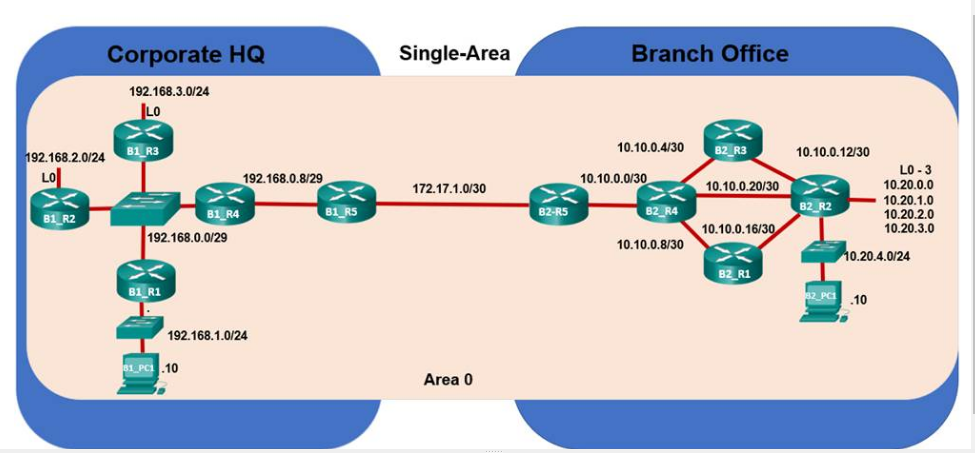 Corporate HQ
Single-Area
Branch Office
192.168.3.0/24
L0
B1_R3
192.168.2.0/24
L0
B1_R2
192.168.0.8/29
B1_R4
B1_R5
192.168.0.0/29
B1_R1
192.168.1.0/24
B1_PC1
.10
172.17.1.0/30
B2-R5
10.10.0.0/30
B2_R4
10.10.0.4/30
B2_R3
10.10.0.12/30
10.10.0.20/30
B2_R2
10.10.0.16/30
10.10.0.8/30
B2_R1
L0 - 3
10.20.0.0
10.20.1.0
10.20.2.0
10.20.3.0
10.20.4.0/24
B2_PC1
.10
Area 0